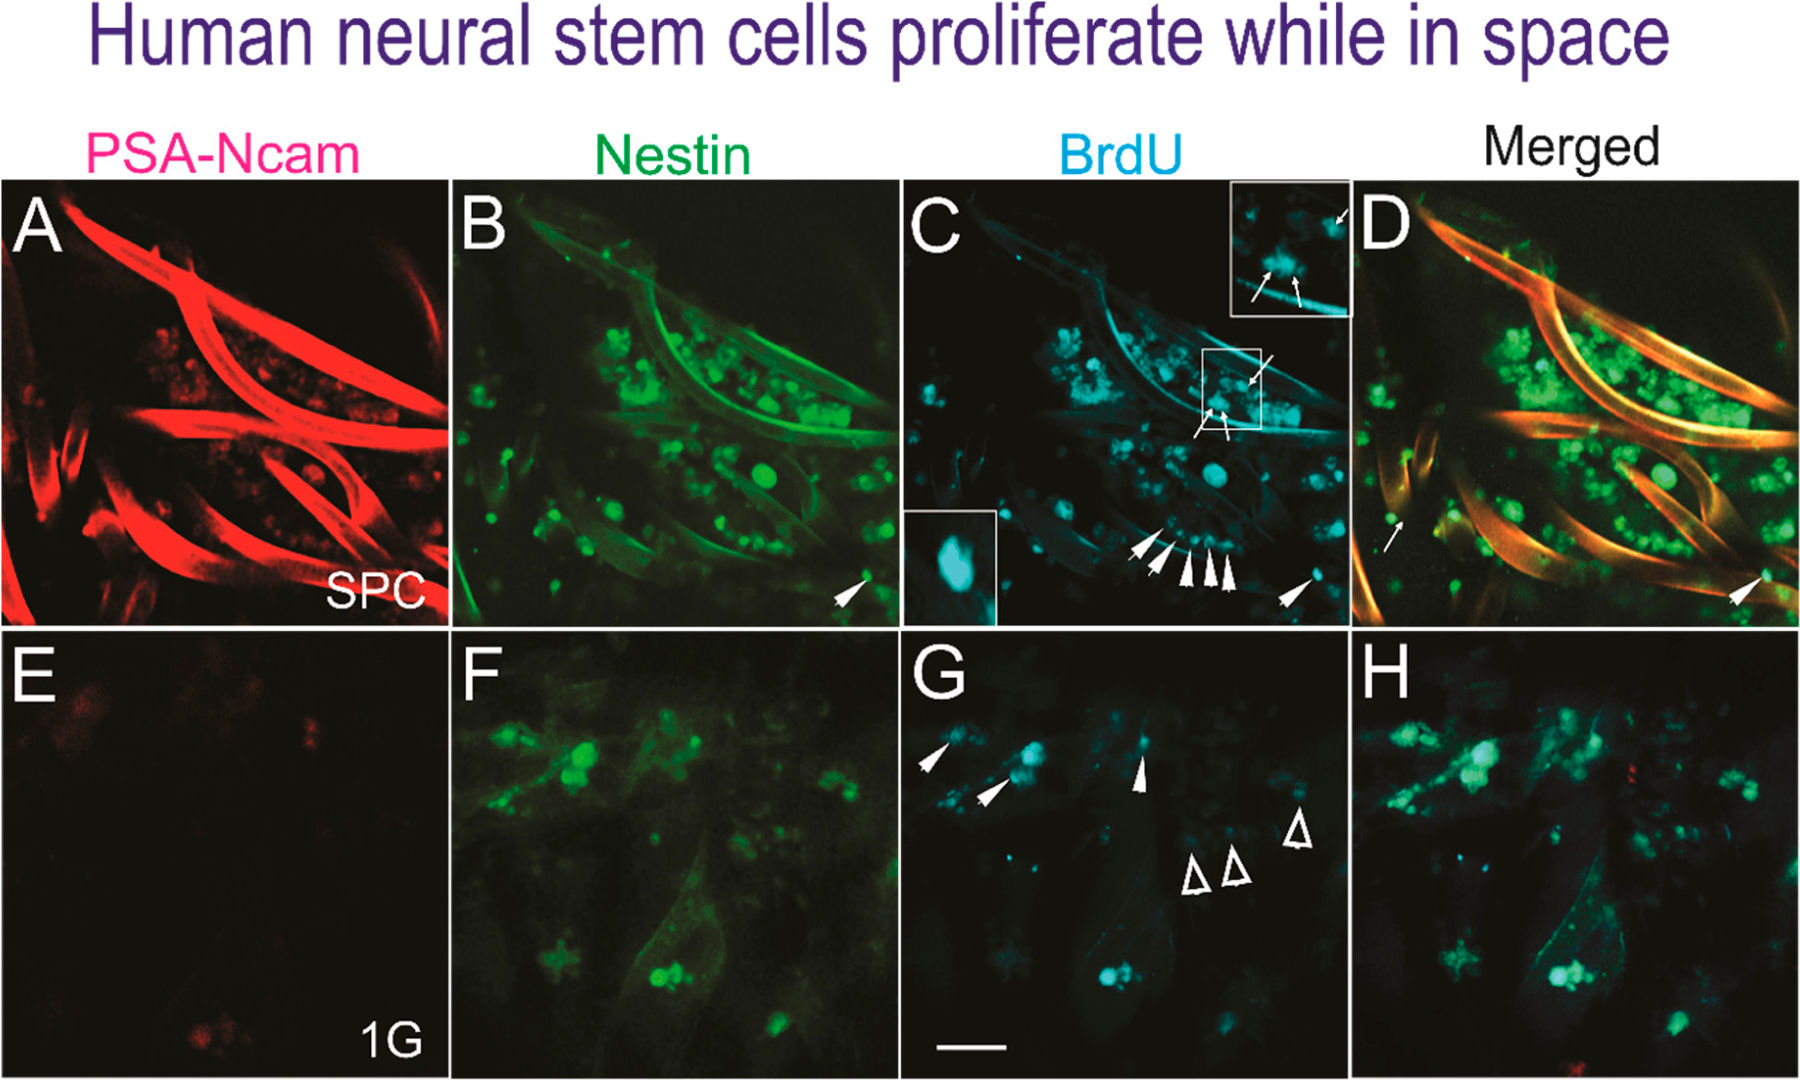 Human neural stem cells proliferate while in space
PSA-Ncam Nestin BrdU Merged
A B C D
SPC
E F G H
1G